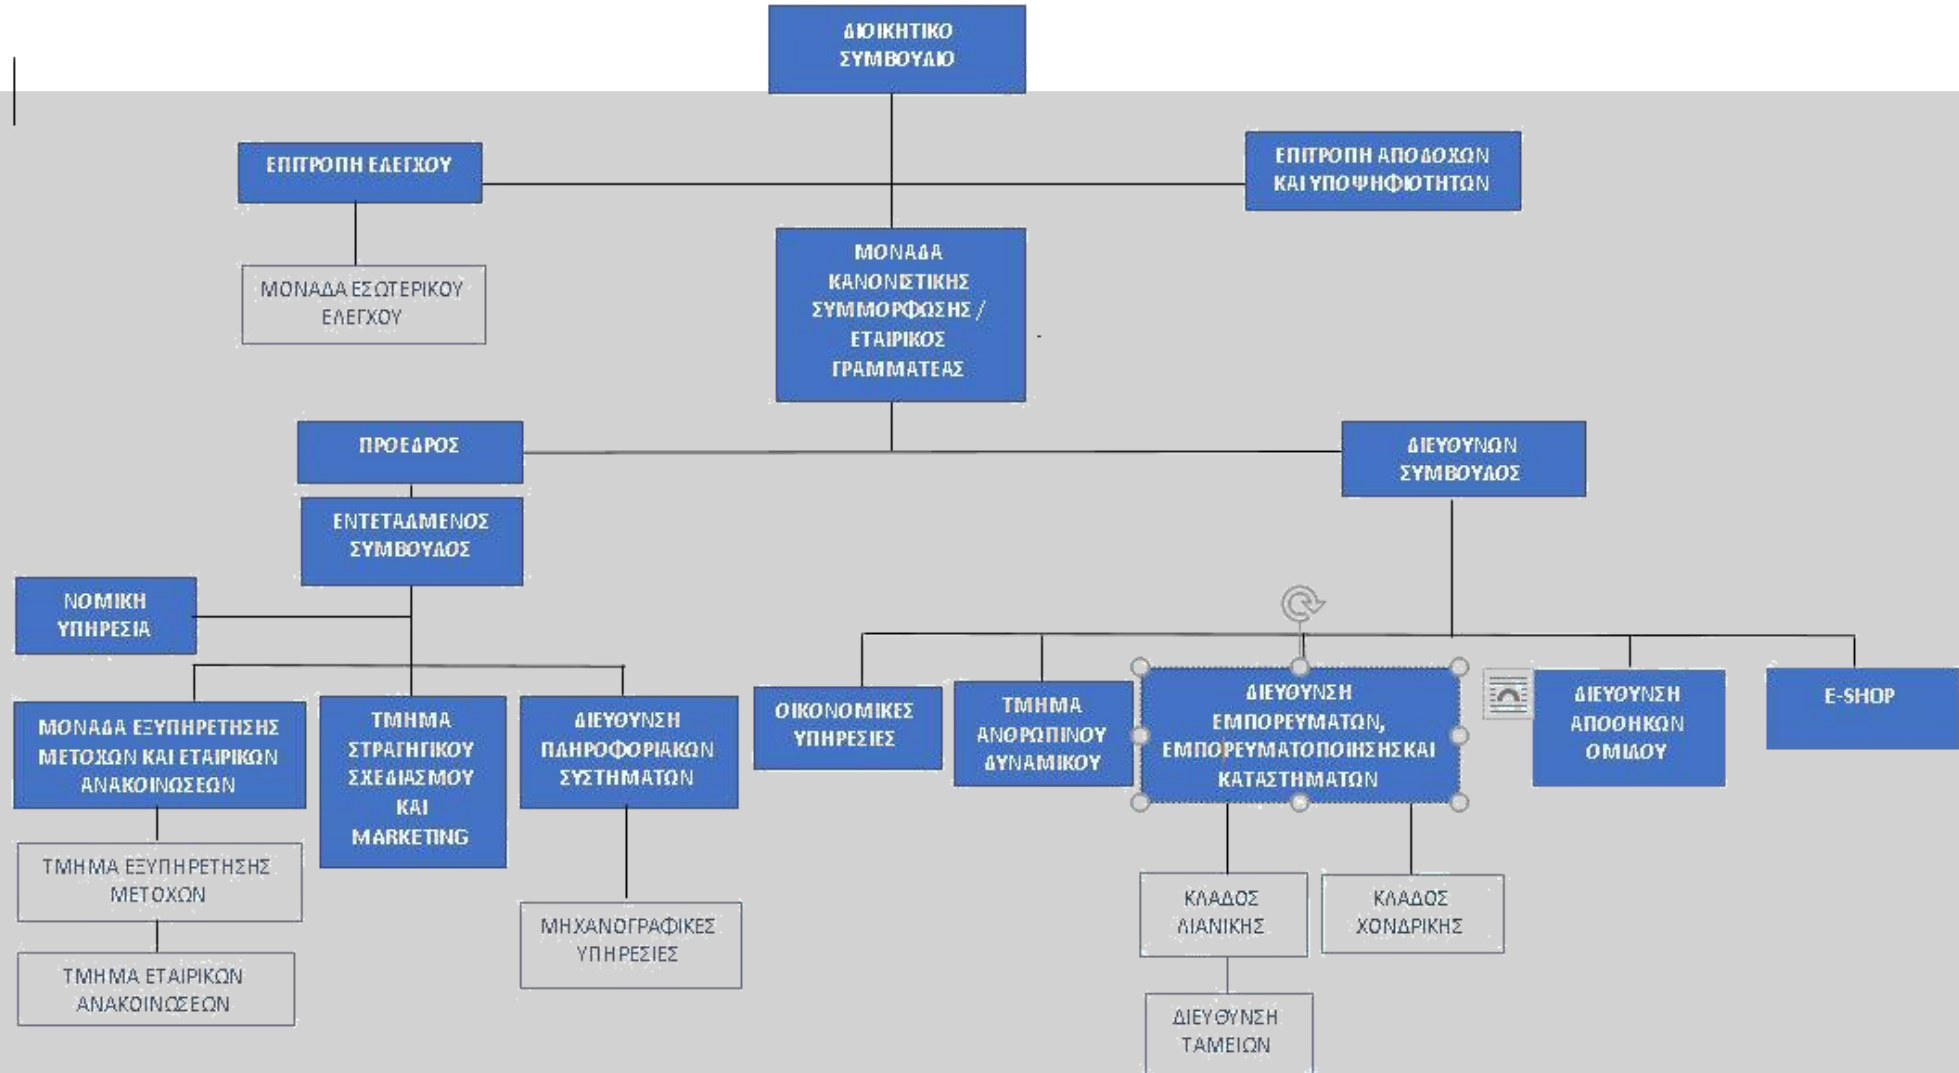 ΔΙΟΙΚΗΤΙΚΟ
ΣΥΜΒΟΥΛΙΟ
ΕΠΙΤΡΟΠΗ ΕΛΕΓΧΟΥ
ΕΠΙΤΡΟΠΗ ΑΠΟΔΟΧΩΝ
ΚΑΙ ΥΠΟΨΗΦΙΟΤΗΤΩΝ
ΜΟΝΑΔΑ ΕΣΩΤΕΡΙΚΟΥ
ΕΛΕΓΧΟΥ
ΜΟΝΑΔΑ
ΚΑΝΟΝΙΣΤΙΚΗΣ
ΣΥΜΜΟΡΦΩΣΗΣ /
ΕΤΑΙΡΙΚΟΣ
ΓΡΑΜΜΑΤΕΑΣ
ΠΡΟΕΔΡΟΣ
ΔΙΕΥΘΥΝΩΝ
ΣΥΜΒΟΥΛΟΣ
ΕΝΤΕΤΑΛΜΕΝΟΣ
ΣΥΜΒΟΥΛΟΣ
ΝΟΜΙΚΗ
ΥΠΗΡΕΣΙΑ
ΜΟΝΑΔΑ ΕΞΥΠΗΡΕΤΗΣΗΣ
ΜΕΤΟΧΩΝ ΚΑΙ ΕΤΑΙΡΙΚΩΝ
ΑΝΑΚΟΙΝΩΣΕΩΝ
ΤΜΗΜΑ
ΣΤΡΑΓΗΓΙΚΟΥ
ΣΧΕΔΙΑΣΜΟΥ
ΚΑΙ
MARKETING
ΔΙΕΥΘΥΝΣΗ
ΠΛΗΡΟΦΟΡΙΑΚΩΝ
ΣΥΣΤΗΜΑΤΩΝ
ΟΙΚΟΝΟΜΙΚΕΣ
ΥΠΗΡΕΣΙΕΣ
ΤΜΗΜΑ
ΑΝΘΡΩΠΙΝΟΥ
ΔΥΝΑΜΙΚΟΥ
ΔΙΕΥΘΥΝΣΗ
ΕΜΠΟΡΕΥΜΑΤΩΝ,
ΕΜΠΟΡΕΥΜΑΤΟΠΟΙΗΣΗΣΚΑΙ
ΚΑΤΑΣΤΗΜΑΤΩΝ
ΔΙΕΥΘΥΝΣΗ
ΑΠΟΘΗΚΩΝ
ΟΜΙΛΟΥ
E-SHOP
ΤΜΗΜΑ ΕΞΥΠΗΡΕΤΗΣΗΣ
ΜΕΤΟΧΩΝ
ΤΜΗΜΑ ΕΤΑΙΡΙΚΩΝ
ΑΝΑΚΟΙΝΩΣΕΩΝ
ΜΗΧΑΝΟΓΡΑΦΙΚΕΣ
ΥΠΗΡΕΣΙΕΣ
ΚΛΑΔΟΣ
ΛΙΑΝΙΚΗΣ
ΚΛΑΔΟΣ
ΧΟΝΔΡΙΚΗΣ
ΔΙΕΥΘΥΝΣΗ
ΤΑΜΕΙΩΝ